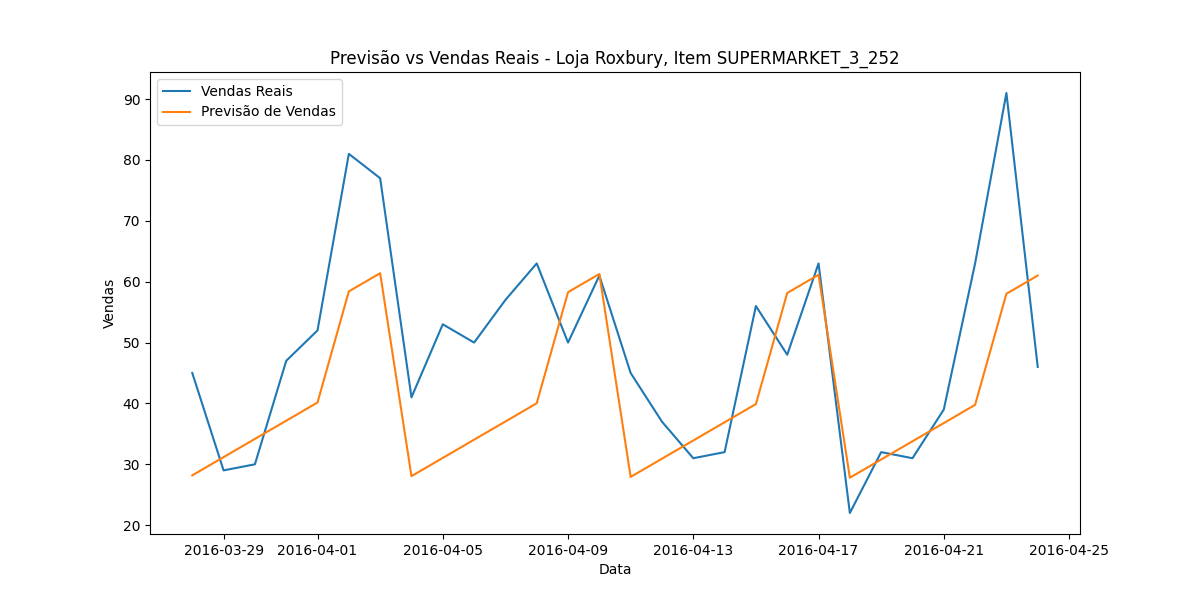 Previsão vs Vendas Reais - Loja Roxbury, Item SUPERMARKET_3_252
Vendas Reais
Previsão de Vendas
90
80
70
60
50
40
30
20
Vendas
2016-03-29 2016-04-01 2016-04-05 2016-04-09 2016-04-13 2016-04-17 2016-04-21 2016-04-25
Data